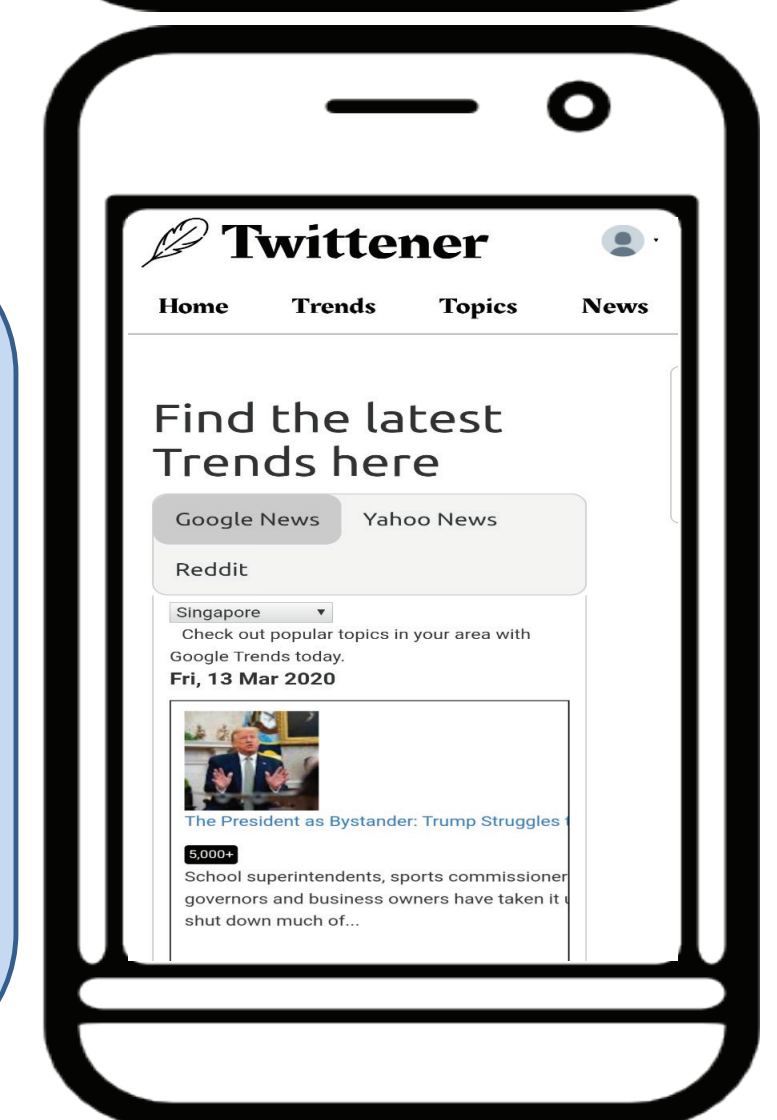 Twittener
Home Trends Topics News
Find the latest
Trends here
Google News Yahoo News
Reddit
Singapore
Check out popular topics in your area with
Google Trends today.
Fri, 13 Mar 2020
The President as Bystander: Trump Struggles
5,000+
School superintendents, sports commissioner
governors and business owners have taken it
shut down much of...